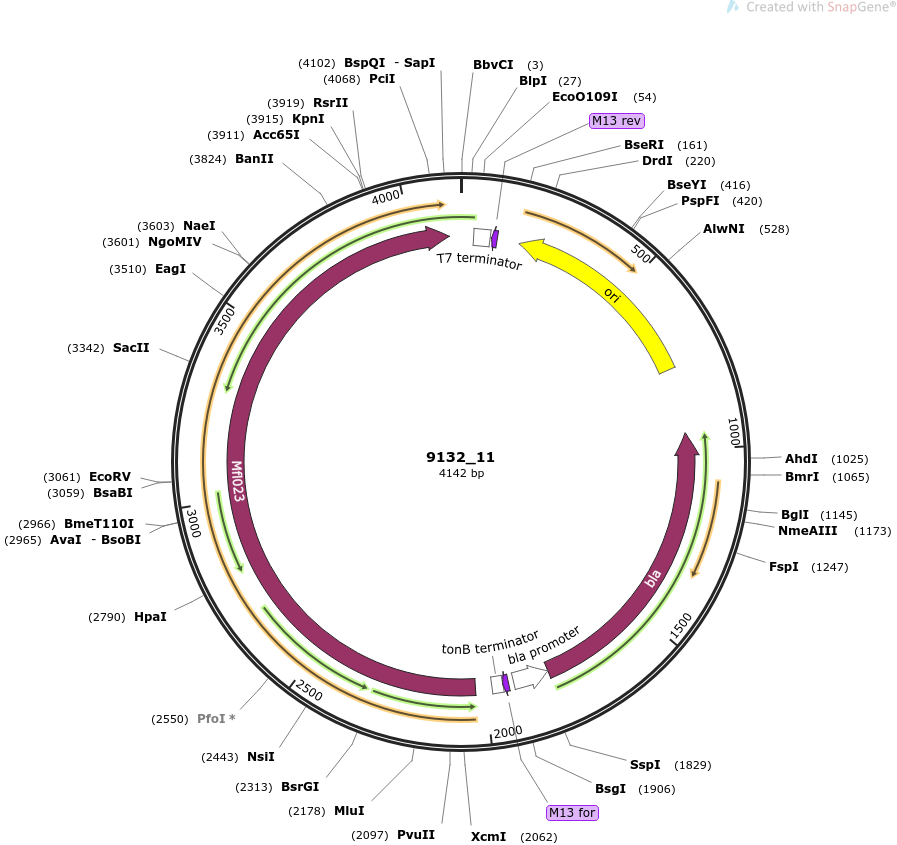 Created with SnapGene®
(4102) BspQI - SapI
(4068) PciI
(3919) RsrII
(3915) KpnI
(3911) Acc65I
(3824) BanII
(3603) NaeI
(3601) NgoMIV
(3510) EagI
(3342) SacII
(3061) EcoRV
(3059) BsaBI
(2966) BmeT110I
(2965) AvaI - BsoBI
(2790) HpaI
(2550) PfoI *
(2443) NsiI
(2313) BsrGI
(2178) MluI
(2097) PvuII
BbvCI (3)
BlpI (27)
EcoO109I (54)
M13 rev
BseRI (161)
DrdI (220)
BseYI (416)
PspFI (420)
AlwNI (528)
AhdI (1025)
BmrI (1065)
BglI (1145)
NmeAIII (1173)
FspI (1247)
SspI (1829)
BsgI (1906)
M13 for
XcmI (2062)
4000
3500
3000
2500
2000
1500
1000
500
T7 terminator
ori
Mfl023
9132_11
4142 bp
bla
tonB terminator
bla promoter